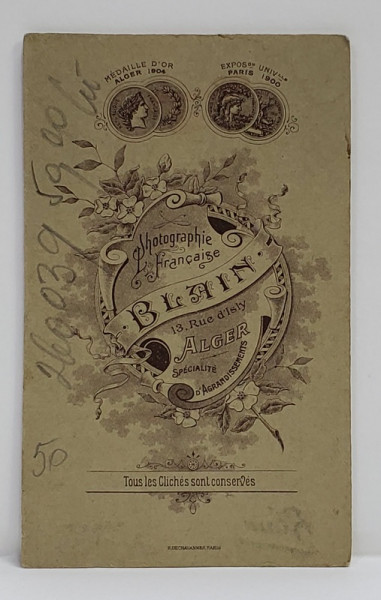 MÉDAILLE D'OR
ALGER 1904
EXPOSon UNIVlle
PARIS 1900
Photographie
Française
BLAIN
13, Rue d'Isly
ALGER
SPÉCIALITÉ
D'AGRANDISSEMENTS
Tous les Clichés sont conservés
50